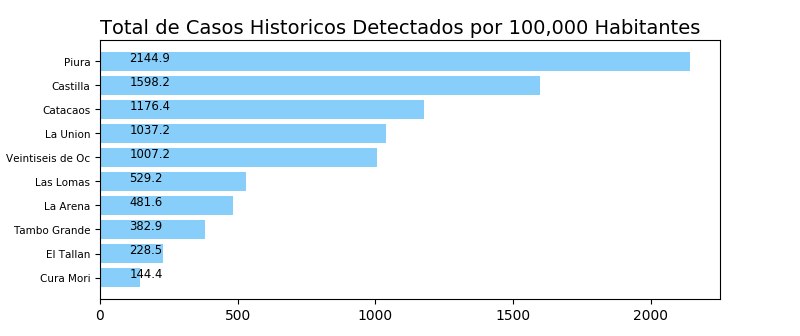 Total de Casos Historicos Detectados por 100,000 Habitantes
Piura 2144.9
Castilla 1598.2
Catacaos 1176.4
La Union 1037.2
Veintiseis de Oc 1007.2
Las Lomas 529.2
La Arena 481.6
Tambo Grande 382.9
El Tallan 228.5
Cura Mori 144.4
0 500 1000 1500 2000